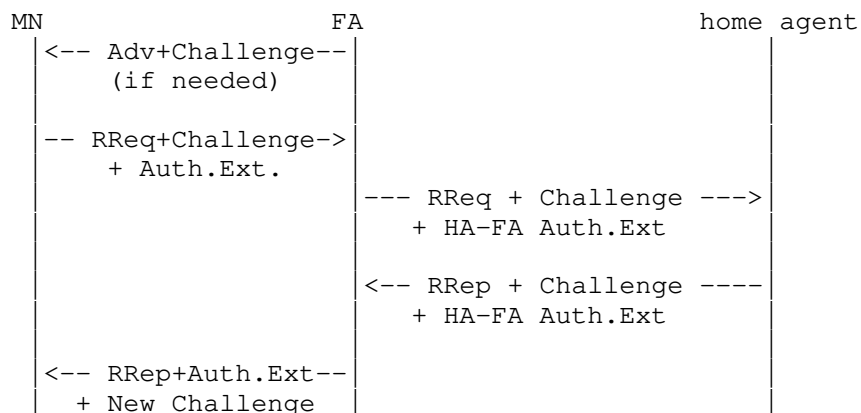 MN FA home agent
<-- Adv+Challenge--
(if needed)
-- RReq+Challenge->
+ Auth.Ext.
--- RReq + Challenge --->
+ HA-FA Auth.Ext
<-- RRep + Challenge ----
+ HA-FA Auth.Ext
<-- RRep+Auth.Ext--
+ New Challenge